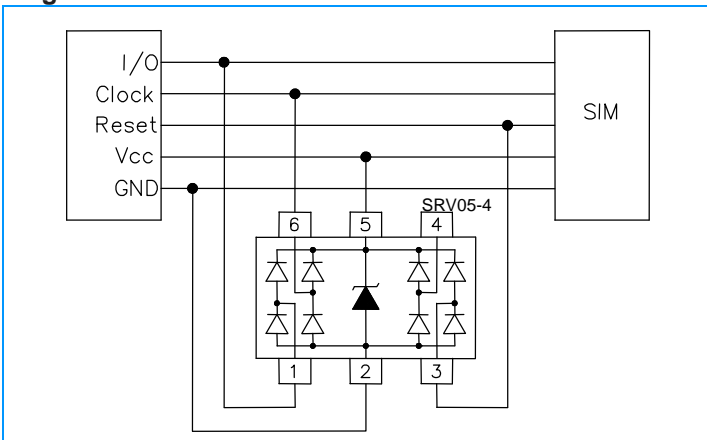 I/O
Clock
Reset
Vcc
GND
SIM
SRV05-4
6 5 4
1 2 3